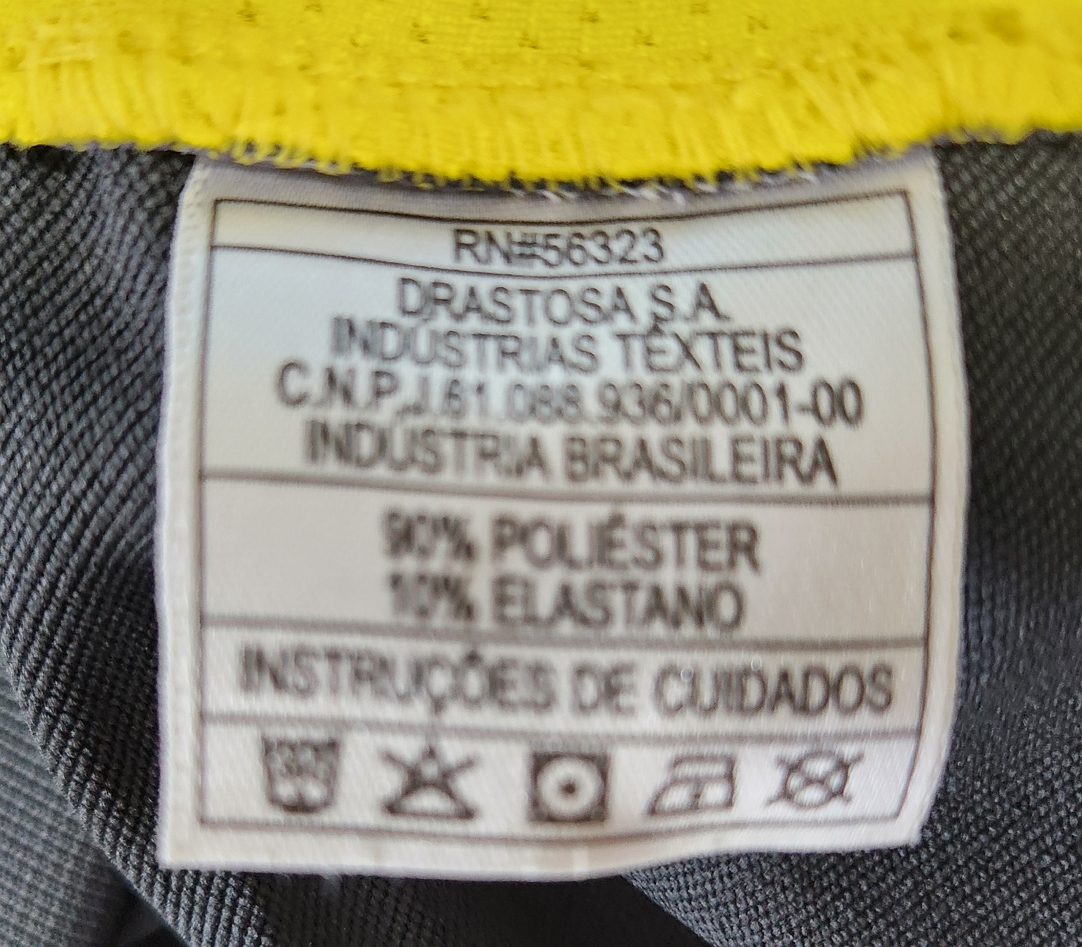 RN#56323
DRASTOSA S.A.
INDÚSTRIAS TÊXTEIS
C.N.P.J.61.088.936/0001-00
INDÚSTRIA BRASILEIRA
90% POLIÉSTER
10% ELASTANO
INSTRUÇÕES DE CUIDADOS